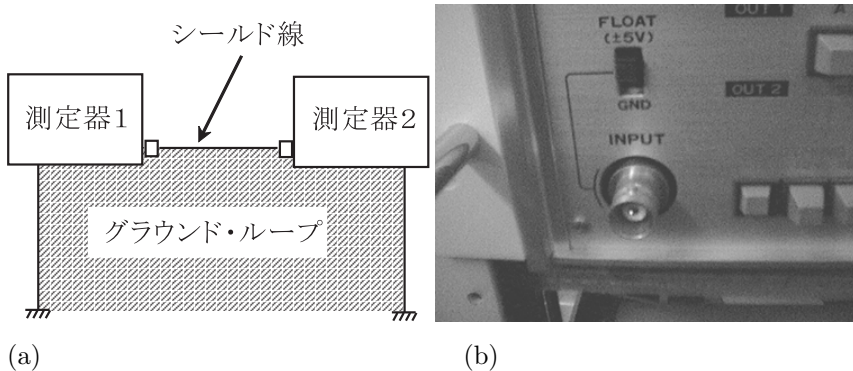 シールド線
測定器1
測定器2
グラウンド・ループ
(a)
OUT 1
A
FLOAT
(±5V)
OUT 2
GND
INPUT
(b)